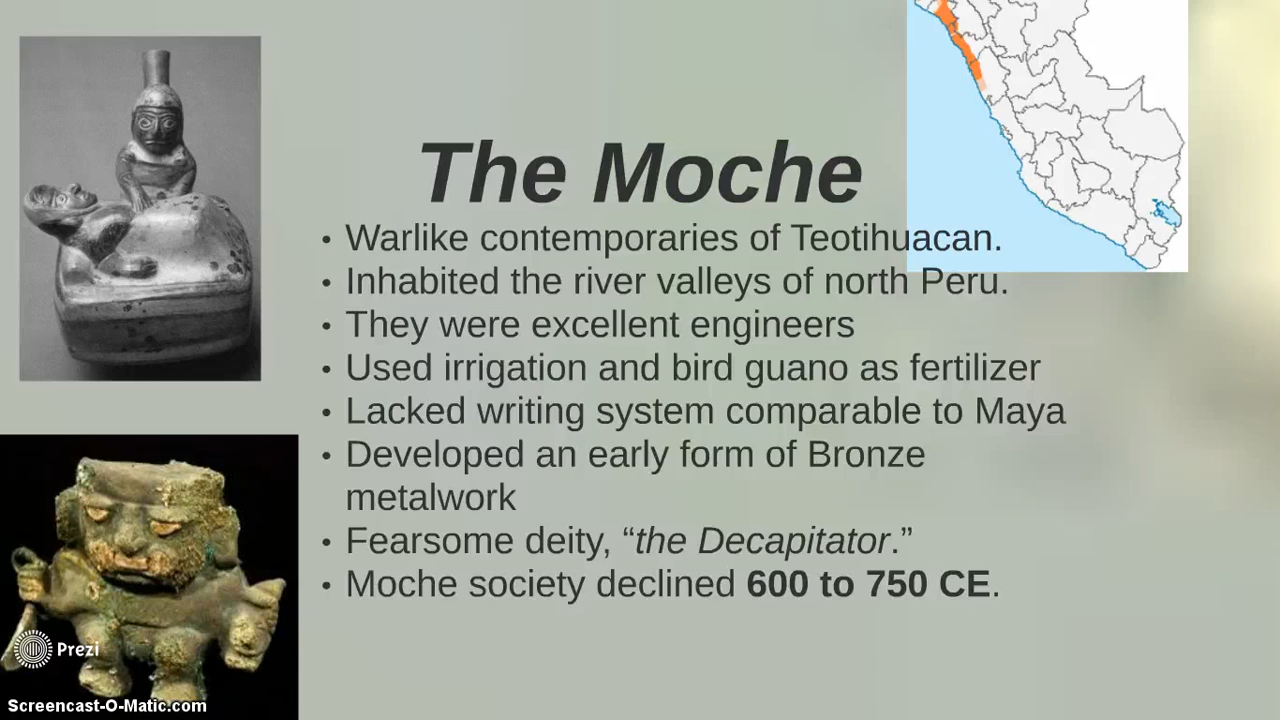 The Moche
• Warlike contemporaries of Teotihuacan.
• Inhabited the river valleys of north Peru.
• They were excellent engineers
• Used irrigation and bird guano as fertilizer
• Lacked writing system comparable to Maya
• Developed an early form of Bronze
metalwork
• Fearsome deity, “the Decapitator.”
• Moche society declined 600 to 750 CE.
Prezi
Screencast-O-Matic.com